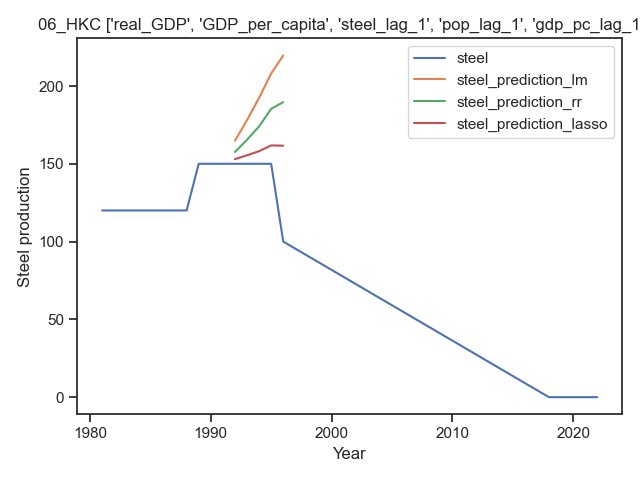 06_HKC ['real_GDP', 'GDP_per_capita', 'steel_lag_1', 'pop_lag_1', 'gdp_pc_lag_1
steel
steel_prediction_lm
steel_prediction_rr
steel_prediction_lasso
Steel production
200
150
100
50
0
1980
1990
2000
2010
2020
Year